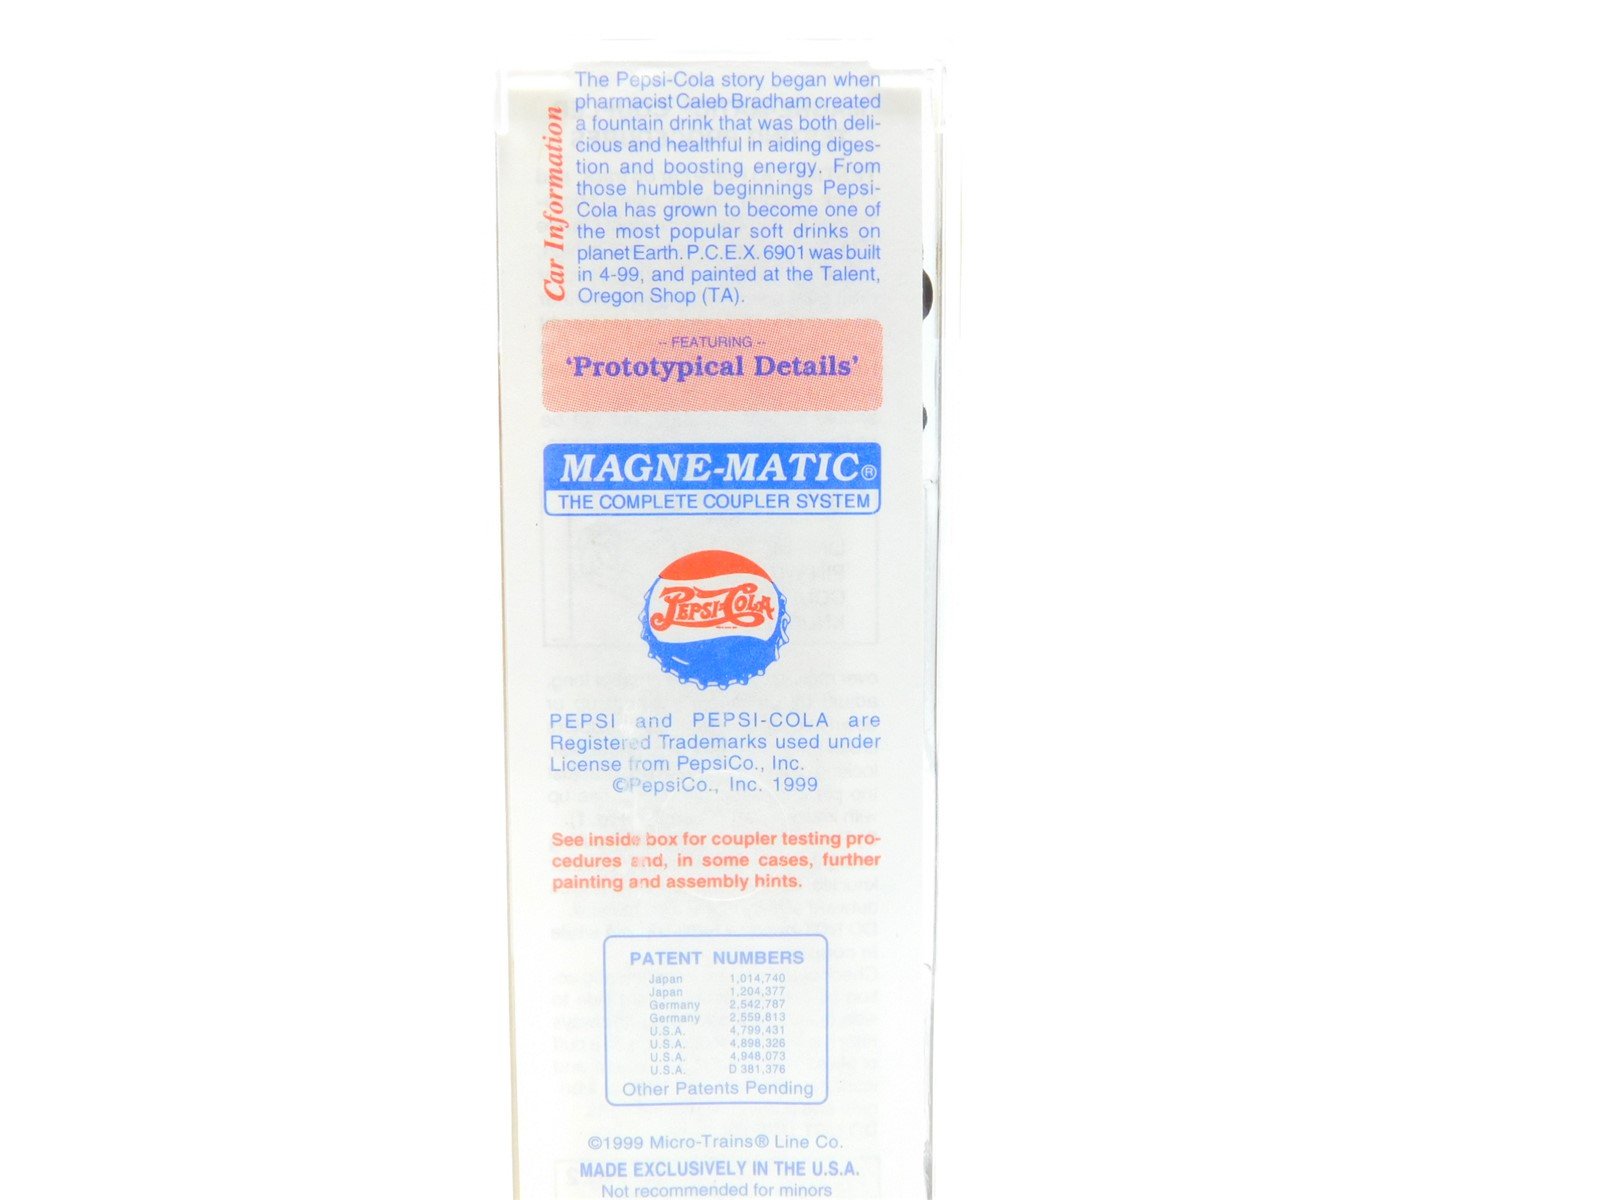 Car Information
The Pepsi-Cola story began when
pharmacist Caleb Bradham created
a fountain drink that was both deli-
cious and healthful in aiding diges-
tion and boosting energy. From
those humble beginnings Pepsi-
Cola has grown to become one of
the most popular soft drinks on
planet Earth. P.C.E.X. 6901 was built
in 4-99, and painted at the Talent,
Oregon Shop (TA).
-- FEATURING --
‘Prototypical Details’
MAGNE-MATIC®
THE COMPLETE COUPLER SYSTEM
PEPSI-COLA
PEPSI and PEPSI-COLA are
Registered Trademarks used under
License from PepsiCo., Inc.
©PepsiCo., Inc. 1999
See inside box for coupler testing pro-
cedures and, in some cases, further
painting and assembly hints.
PATENT NUMBERS
Japan 1,014,740
Japan 1,204,377
Germany 2,542,787
Germany 2,559,813
U.S.A. 4,799,431
U.S.A. 4,898,326
U.S.A. 4,948,073
U.S.A. D 381,376
Other Patents Pending
©1999 Micro-Trains® Line Co.
MADE EXCLUSIVELY IN THE U.S.A.
Not recommended for minors